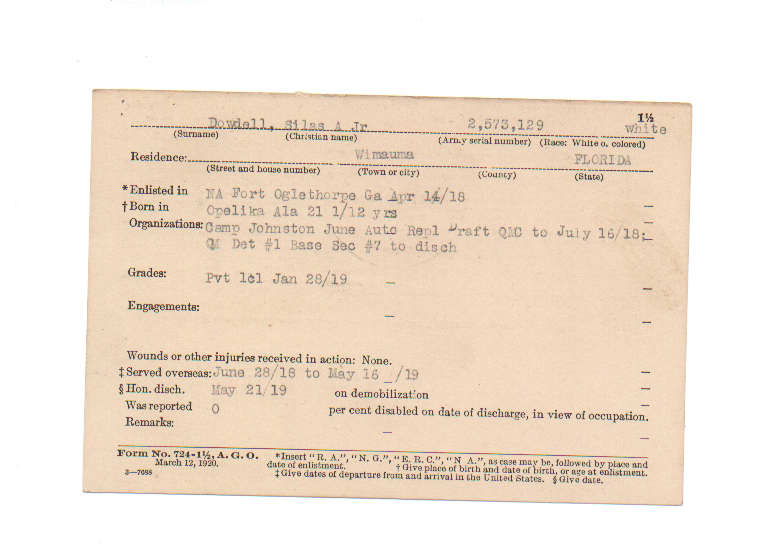 1½
Dowdell, Silas A Jr 2,573,129 white
(Surname) (Christian name) (Army serial number) (Race: White o. colored)
Residence: Wimauma FLORIDA
(Street and house number) (Town or city) (County) (State)
*Enlisted in NA Fort Oglethorpe Ga Apr 14/18
†Born in Opelika Ala 21 1/12 yrs
Organizations: Camp Johnston June Auto Repl Draft QMC to July 16/18;
QM Det #1 Base Sec #7 to disch
Grades: Pvt 1cl Jan 28/19
Engagements:
Wounds or other injuries received in action: None.
‡Served overseas: June 28/18 to May 16 /19
§Hon. disch. May 21/19 on demobilization
Was reported 0 per cent disabled on date of discharge, in view of occupation.
Remarks:
Form No. 724-1½, A. G. O. *Insert "R. A.", "N. G.", "E. R. C.", "N A.", as case may be, followed by place and
March 12, 1920. date of enlistment. †Give place of birth and date of birth, or age at enlistment.
3—7688 ‡Give dates of departure from and arrival in the United States. §Give date.